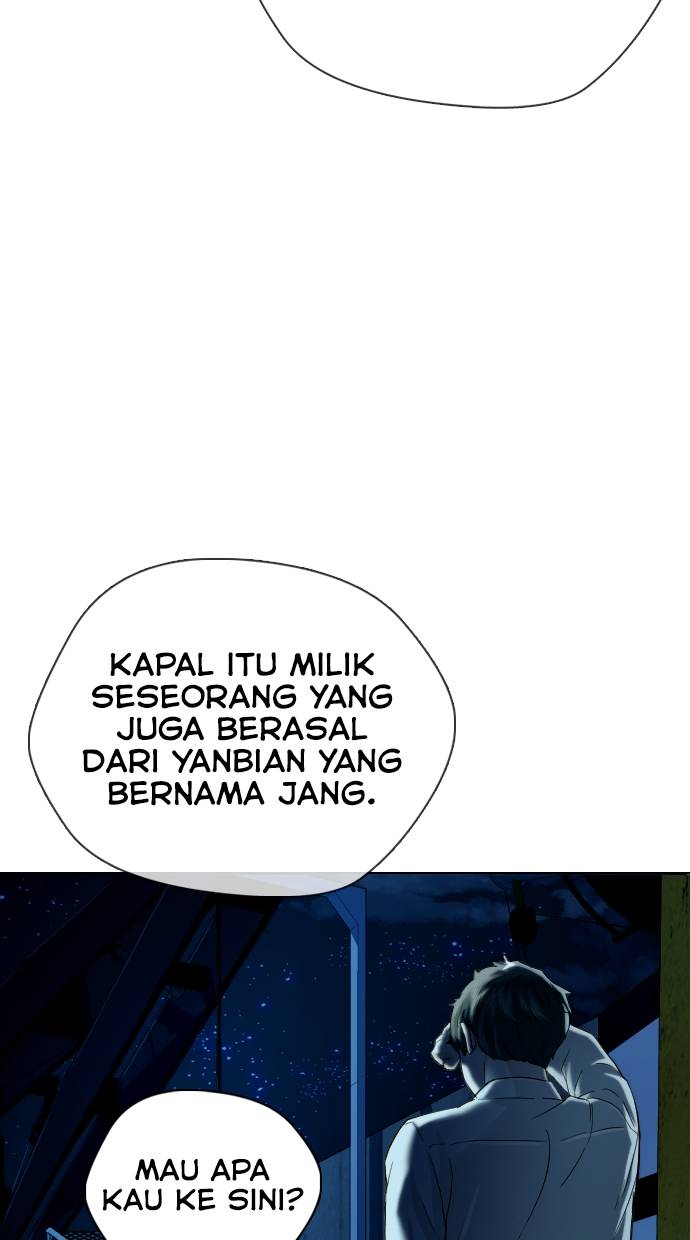 KAPAL ITU MILIK
SESEORANG YANG
JUGA BERASAL
DARI YANBIAN YANG
BERNAMA JANG.
MAU APA
KAU KE SINI?